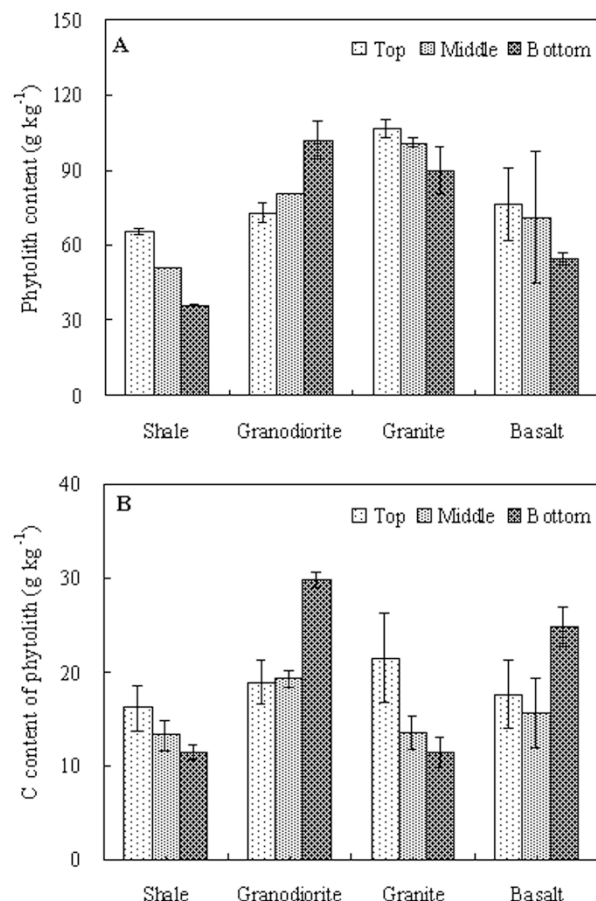 A
Top Middle Bottom
Phytolith content (g kg⁻¹)
150
120
90
60
30
0
Shale Granodiorite Granite Basalt
B
Top Middle Bottom
C content of phytolith (g kg⁻¹)
40
30
20
10
0
Shale Granodiorite Granite Basalt